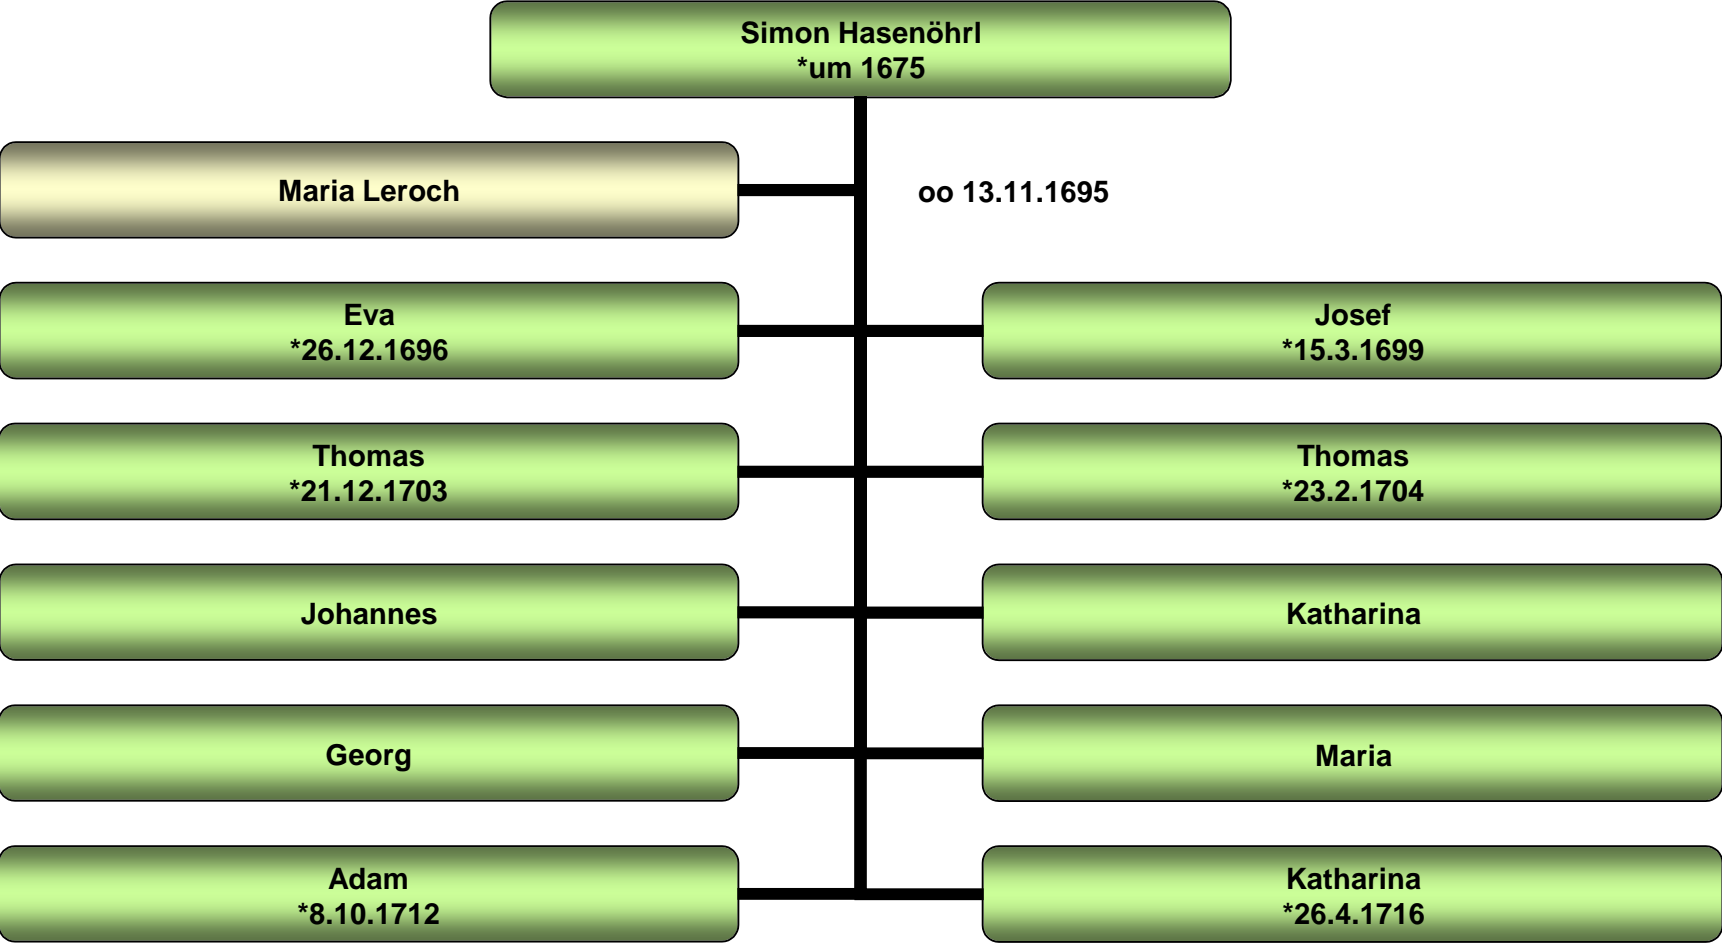 Simon Hasenöhrl
*um 1675
Maria Leroch
oo 13.11.1695
Eva
*26.12.1696
Josef
*15.3.1699
Thomas
*21.12.1703
Thomas
*23.2.1704
Johannes
Katharina
Georg
Maria
Adam
*8.10.1712
Katharina
*26.4.1716